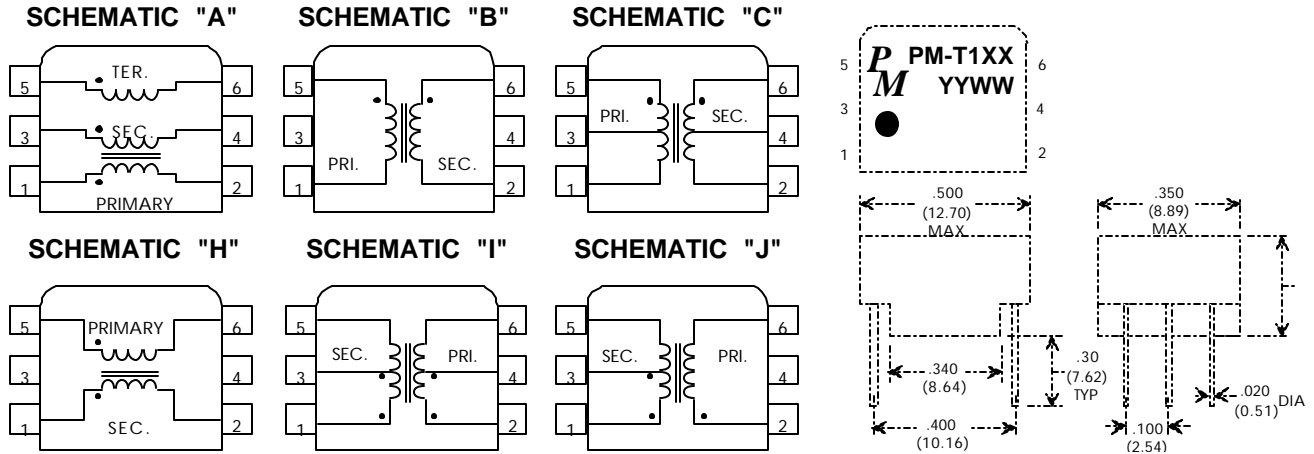 SCHEMATIC "A"
5
TER.
6
3
SEC.
4
1
PRIMARY
2
SCHEMATIC "B"
5
6
3
4
PRI.
SEC.
1
2
SCHEMATIC "C"
5
6
PRI.
SEC.
3
4
1
2
PM PM-T1XX
YYWW
5
6
3
4
1
2
.500
(12.70)
MAX
.350
(8.89)
MAX
.340
(8.64)
.30
(7.62)
TYP
.400
(10.16)
.020
(0.51) DIA
.100
(2.54)
SCHEMATIC "H"
5
PRIMARY
6
3
4
1
SEC.
2
SCHEMATIC "I"
5
6
SEC.
PRI.
3
4
1
2
SCHEMATIC "J"
5
6
SEC.
PRI.
3
4
1
2